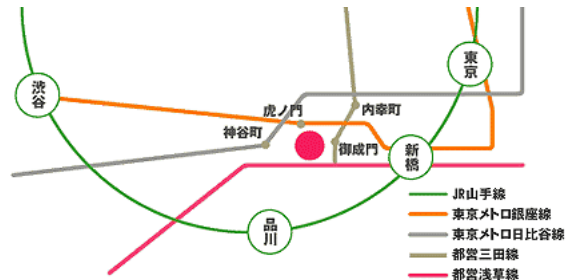 東京
渋谷
虎ノ門
内幸町
神谷町
御成門
新橋
品川
JR山手線
東京メトロ銀座線
東京メトロ日比谷線
都営三田線
都営浅草線